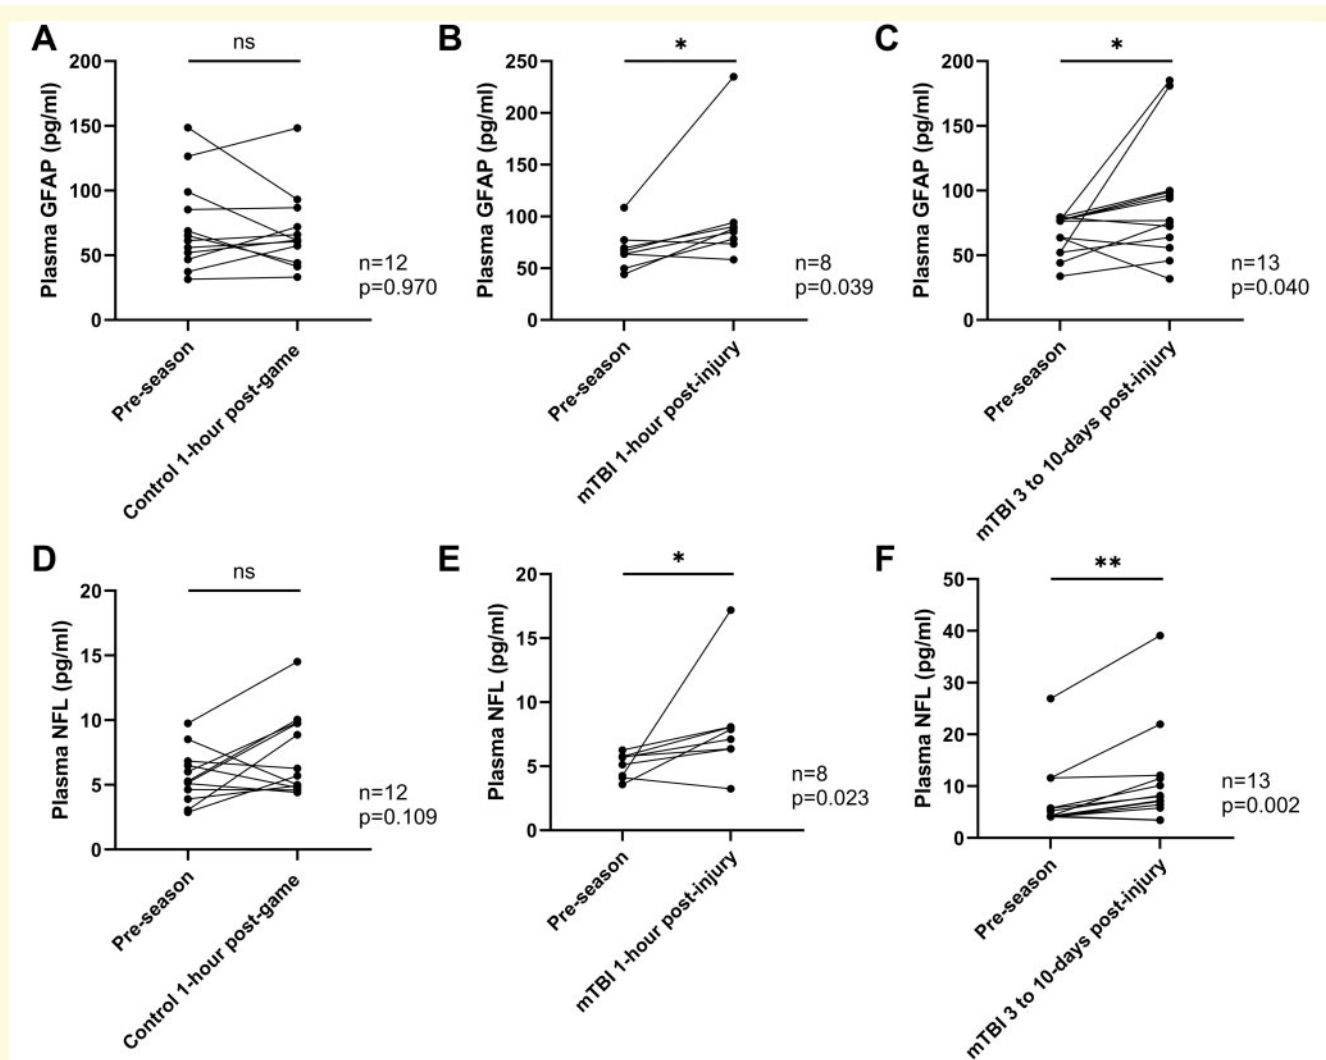 A
ns
Plasma GFAP (pg/ml)
200
150
100
50
0
n=12
p=0.970
Pre-season
Control 1-hour post-game
B
*
Plasma GFAP (pg/ml)
250
200
150
100
50
0
n=8
p=0.039
Pre-season
mTBI 1-hour post-injury
C
*
Plasma GFAP (pg/ml)
200
150
100
50
0
n=13
p=0.040
Pre-season
mTBI 3 to 10-days post-injury
D
ns
Plasma NFL (pg/ml)
20
15
10
5
0
n=12
p=0.109
Pre-season
Control 1-hour post-game
E
*
Plasma NFL (pg/ml)
20
15
10
5
0
n=8
p=0.023
Pre-season
mTBI 1-hour post-injury
F
**
Plasma NFL (pg/ml)
50
40
30
20
10
0
n=13
p=0.002
Pre-season
mTBI 3 to 10-days post-injury